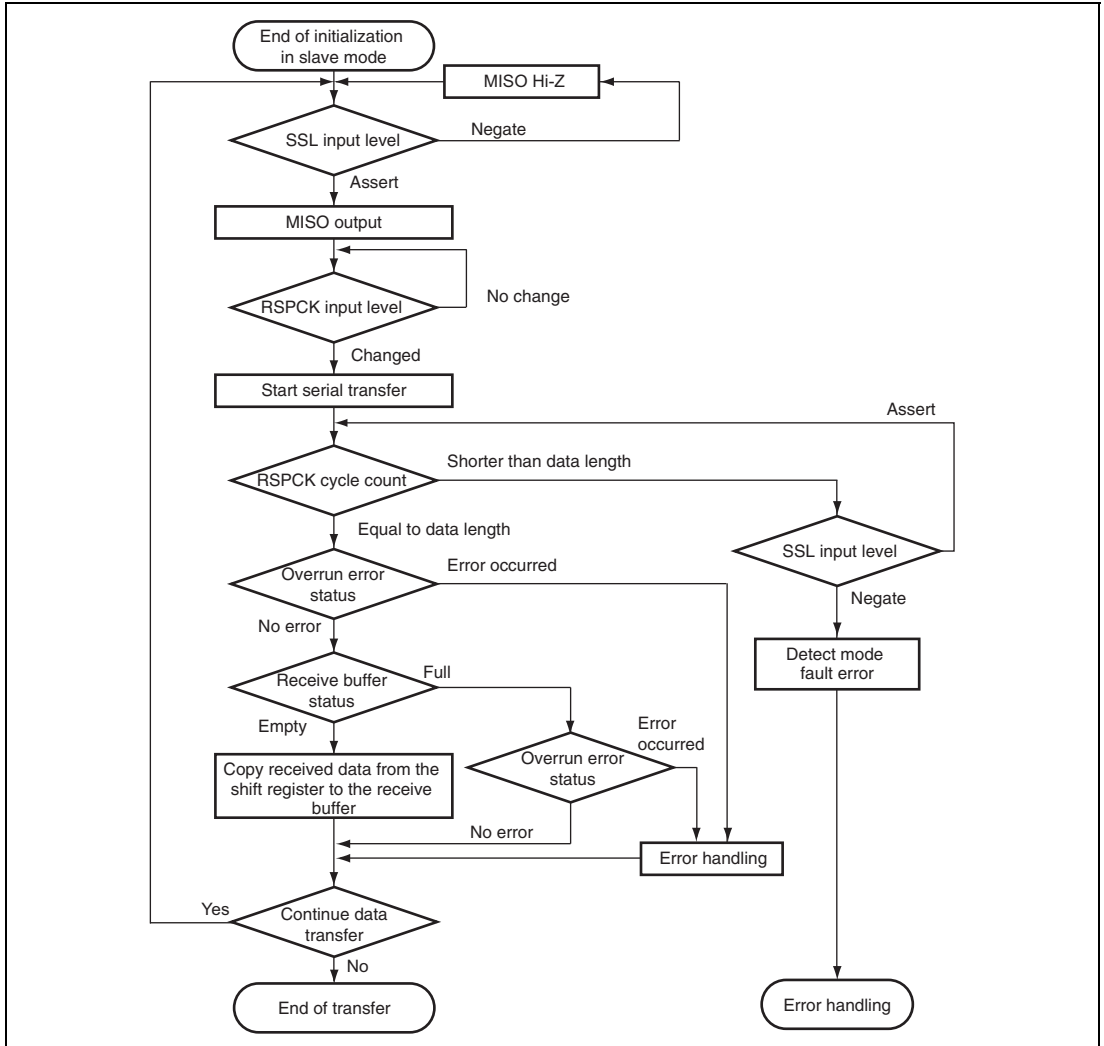 End of initialization
in slave mode
MISO Hi-Z
SSL input level
Negate
Assert
MISO output
RSPCK input level
No change
Changed
Start serial transfer
Assert
RSPCK cycle count
Shorter than data length
Equal to data length
SSL input level
Overrun error
status
Error occurred
Negate
No error
Detect mode
fault error
Receive buffer
status
Full
Empty
Error
occurred
Overrun error
status
Copy received data from the
shift register to the receive
buffer
No error
Error handling
Yes
Continue data
transfer
No
End of transfer
Error handling